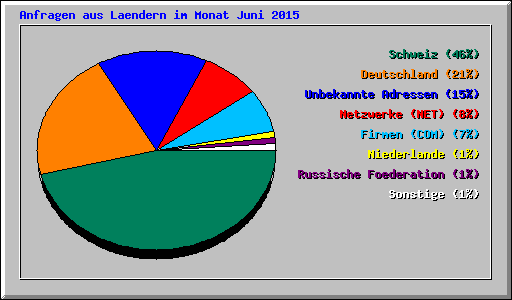 Anfragen aus Laendern im Monat Juni 2015
Schweiz (46%)
Deutschland (21%)
Unbekannte Adressen (15%)
Netzwerke (NET) (8%)
Firmen (COM) (7%)
Niederlande (1%)
Russische Foederation (1%)
Sonstige (1%)